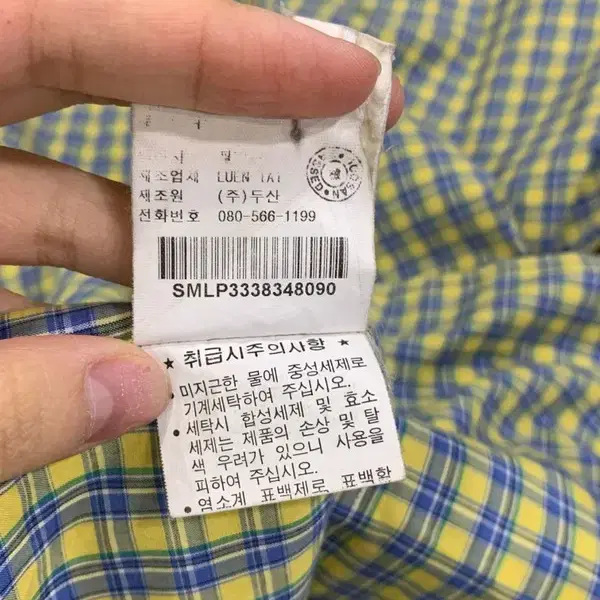 제조업체 LUEN TAI
제조원 (주)두산
전화번호 080-566-1199
SMLP3338348090
★ 취급시주의사항 ★
• 미지근한 물에 중성세제로
기계세탁하여 주십시오.
• 세탁시 합성세제 및 효소
세제는 제품의 손상 및 탈
색 우려가 있으니 사용을
피하여 주십시오.
• 염소계 표백제로 표백할